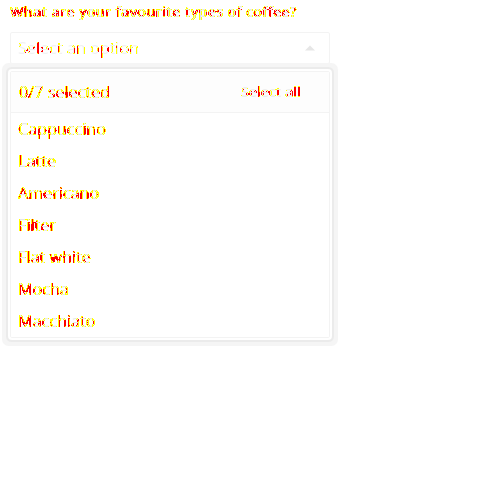 What are your favourite types of coffee?
Select an option
0/7 selected Select all
Cappuccino
Latte
Americano
Filter
Flat white
Mocha
Macchiato